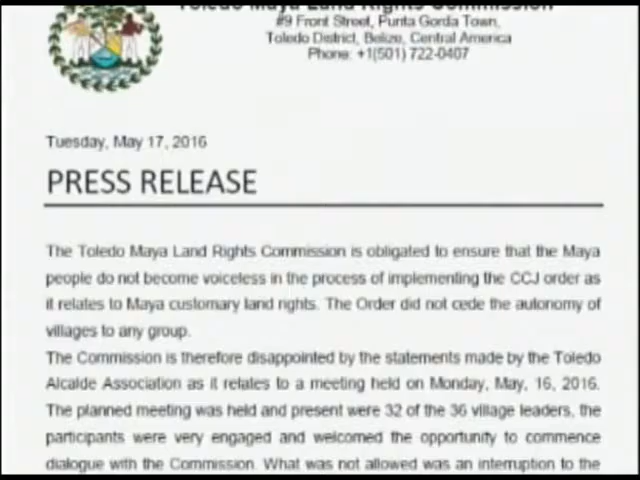 Toledo Maya Land Rights Commission
#9 Front Street, Punta Gorda Town,
Toledo District, Belize, Central America
Phone: +1(501) 722-0407
Tuesday, May 17, 2016
PRESS RELEASE
The Toledo Maya Land Rights Commission is obligated to ensure that the Maya
people do not become voiceless in the process of implementing the CCJ order as
it relates to Maya customary land rights. The Order did not cede the autonomy of
villages to any group.
The Commission is therefore disappointed by the statements made by the Toledo
Alcalde Association as it relates to a meeting held on Monday, May, 16, 2016.
The planned meeting was held and present were 32 of the 36 village leaders, the
participants were very engaged and welcomed the opportunity to commence
dialogue with the Commission. What was not allowed was an interruption to the